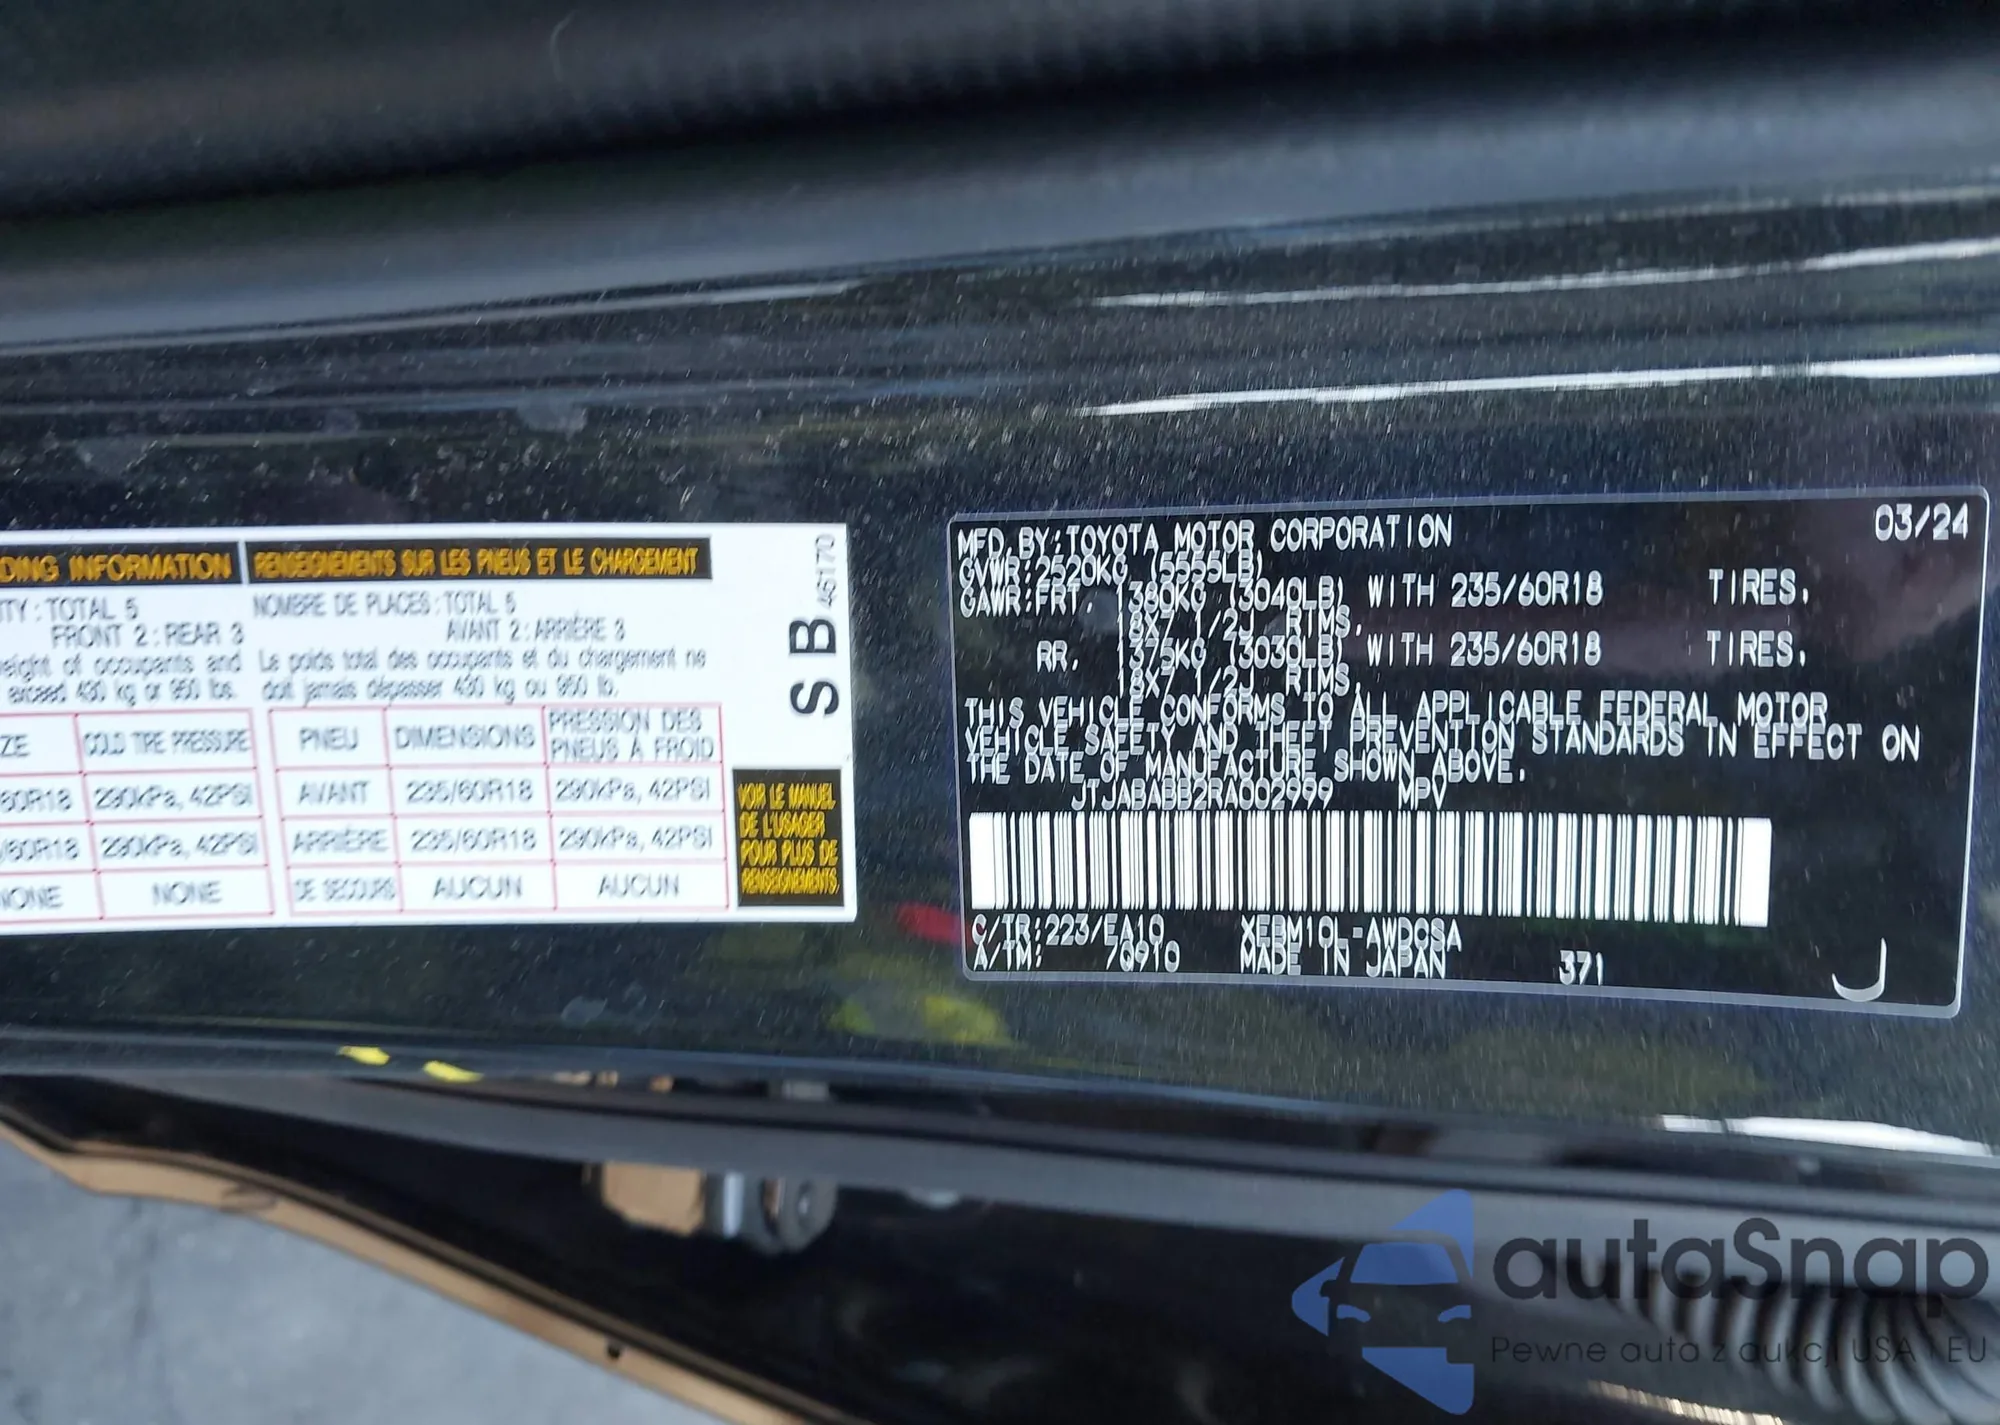 DING INFORMATION
RENSEIGNEMENTS SUR LES PNEUS ET LE CHARGEMENT
ITY : TOTAL 5
FRONT 2 : REAR 3
NOMBRE DE PLACES : TOTAL 5
AVANT 2 : ARRIÈRE 3
eight of occupants and
exceed 430 kg or 950 lbs.
Le poids total des occupants et du chargement ne
doit jamais dépasser 430 kg ou 950 lb.
ZE COLD TIRE PRESSURE
60R18 290kPa, 42PSI
/60R18 290kPa, 42PSI
NONE NONE
PNEU DIMENSIONS PRESSION DES
PNEUS À FROID
AVANT 235/60R18 290kPa, 42PSI
ARRIÈRE 235/60R18 290kPa, 42PSI
DE SECOURS AUCUN AUCUN
SB 46170
VOIR LE MANUEL
DE L'USAGER
POUR PLUS DE
RENSEIGNEMENTS
MFD. BY: TOYOTA MOTOR CORPORATION 03/24
GVWR: 2520KG (5555LB)
GAWR: FRT. 1380KG (3040LB) WITH 235/60R18 TIRES,
18X7 1/2J RIMS,
RR. 1375KG (3030LB) WITH 235/60R18 TIRES,
18X7 1/2J RIMS,
THIS VEHICLE CONFORMS TO ALL APPLICABLE FEDERAL MOTOR
VEHICLE SAFETY AND THEFT PREVENTION STANDARDS IN EFFECT ON
THE DATE OF MANUFACTURE SHOWN ABOVE.
JTJABABB2RA002999 MPV
C/TR: 223/EA10 XEBM10L-AWDGSA
A/TM: /Q910 MADE IN JAPAN 371
J
autaSnap
Pewne auta z aukcji USA i EU